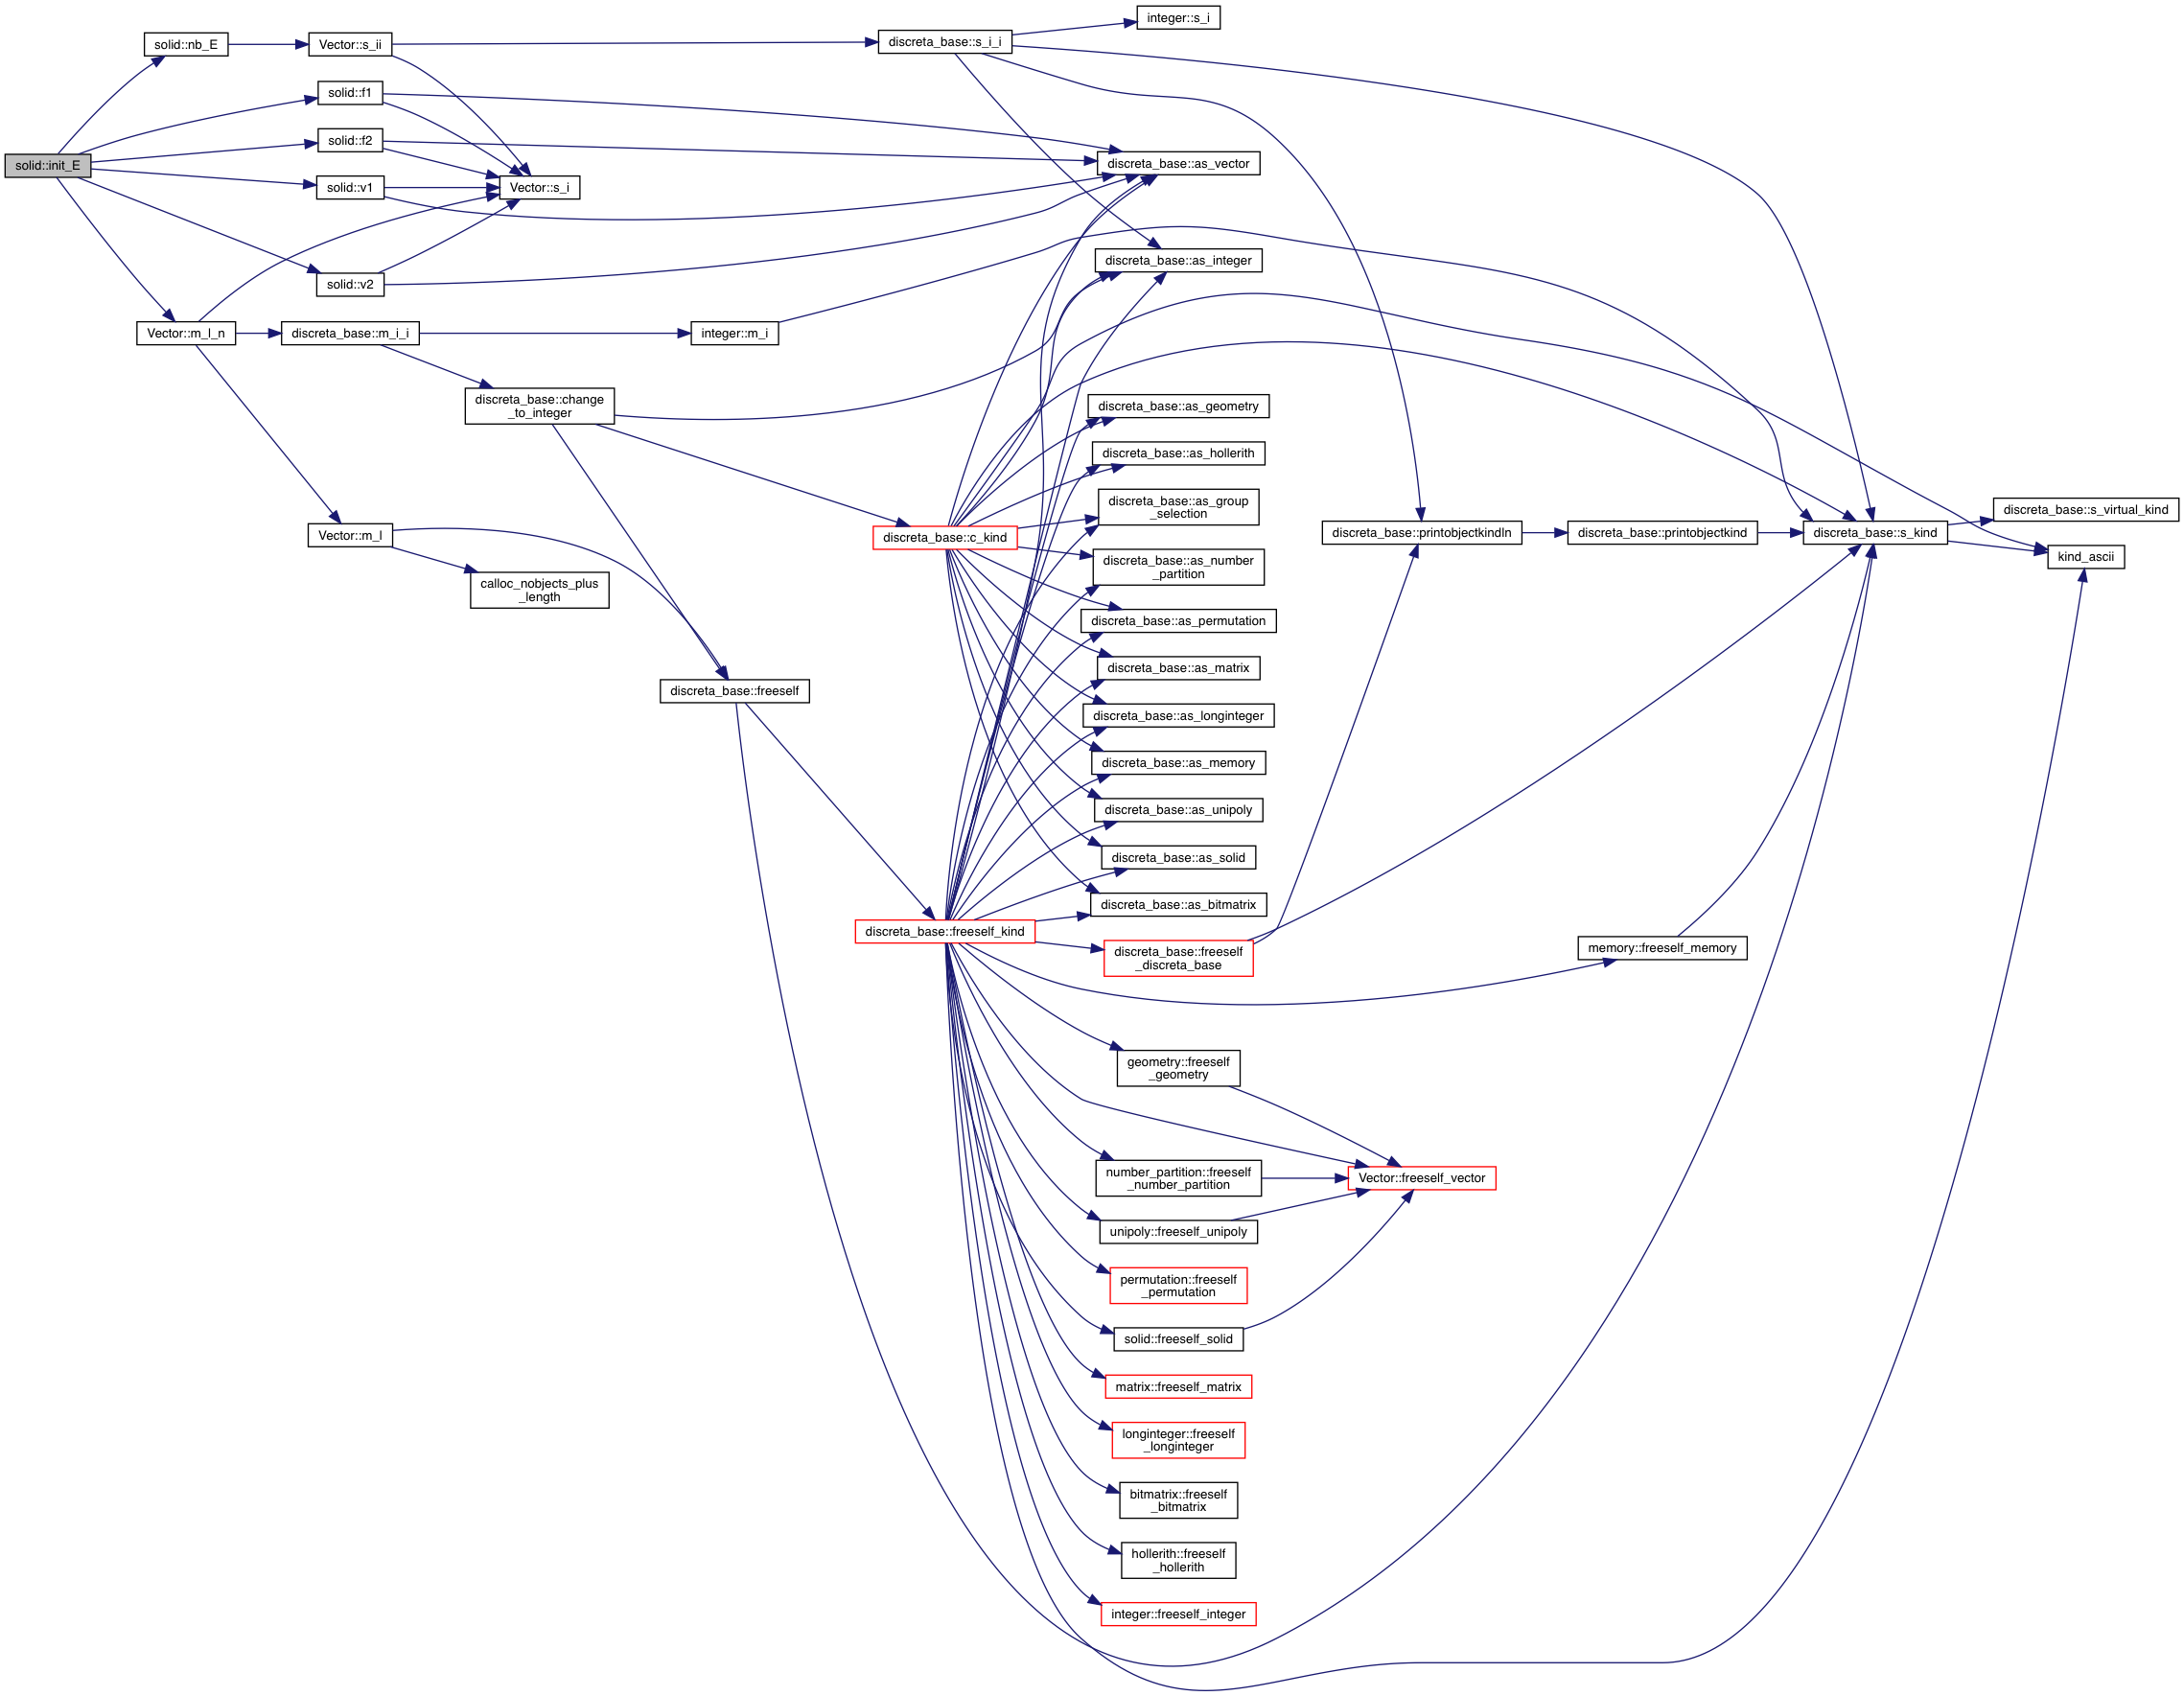 solid::init_E
solid::nb_E
Vector::s_ii
solid::f1
solid::f2
solid::v1
solid::v2
Vector::s_i
Vector::m_l_n
discreta_base::m_i_i
discreta_base::change
_to_integer
Vector::m_l
calloc_nobjects_plus
_length
discreta_base::freeself
integer::m_i
discreta_base::s_i_i
integer::s_i
discreta_base::as_vector
discreta_base::as_integer
discreta_base::c_kind
discreta_base::as_geometry
discreta_base::as_hollerith
discreta_base::as_group
_selection
discreta_base::as_number
_partition
discreta_base::as_permutation
discreta_base::as_matrix
discreta_base::as_longinteger
discreta_base::as_memory
discreta_base::as_unipoly
discreta_base::as_solid
discreta_base::as_bitmatrix
discreta_base::freeself_kind
discreta_base::freeself
_discreta_base
geometry::freeself
_geometry
number_partition::freeself
_number_partition
unipoly::freeself_unipoly
permutation::freeself
_permutation
solid::freeself_solid
matrix::freeself_matrix
longinteger::freeself
_longinteger
bitmatrix::freeself
_bitmatrix
hollerith::freeself
_hollerith
integer::freeself_integer
Vector::freeself_vector
discreta_base::printobjectkindln
discreta_base::printobjectkind
memory::freeself_memory
discreta_base::s_kind
discreta_base::s_virtual_kind
kind_ascii